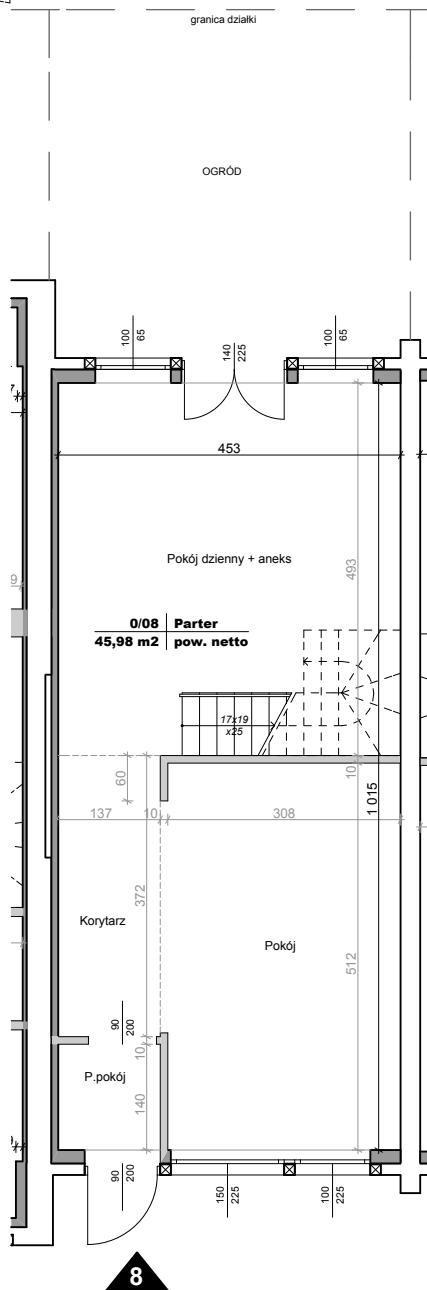 granica działki
OGRÓD
100
65
140
225
100
65
453
Pokój dzienny + aneks
493
0/08 Parter
45,98 m2 pow. netto
17x19
x25
60
10
1 015
137
10
308
372
Korytarz
Pokój
512
90
200
10
P.pokój
140
90
200
150
225
100
225
8